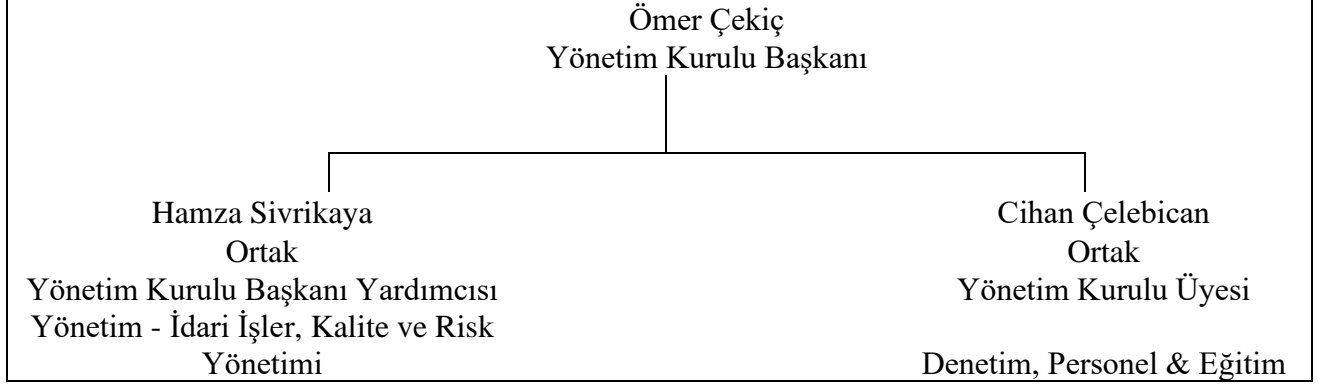 Ömer Çekiç
Yönetim Kurulu Başkanı
Hamza Sivrikaya
Ortak
Yönetim Kurulu Başkanı Yardımcısı
Yönetim - İdari İşler, Kalite ve Risk
Yönetimi
Cihan Çelebican
Ortak
Yönetim Kurulu Üyesi
Denetim, Personel & Eğitim